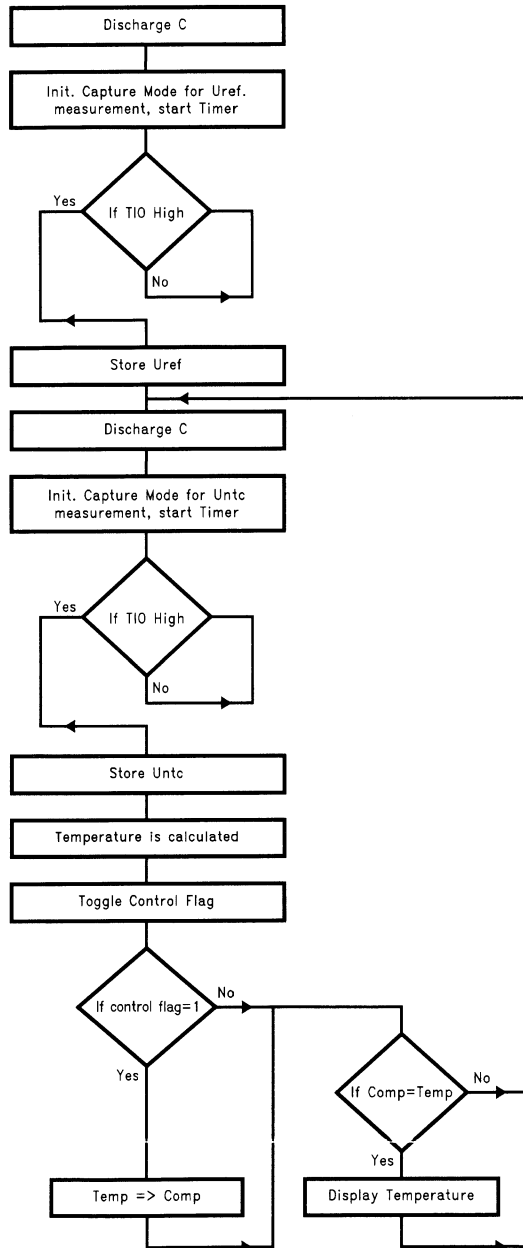 Discharge C
Init. Capture Mode for Uref.
measurement, start Timer
Yes
If TIO High
No
Store Uref
Discharge C
Init. Capture Mode for Untc
measurement, start Timer
Yes
If TIO High
No
Store Untc
Temperature is calculated
Toggle Control Flag
If control flag=1
No
Yes
If Comp=Temp
No
Yes
Temp => Comp
Display Temperature